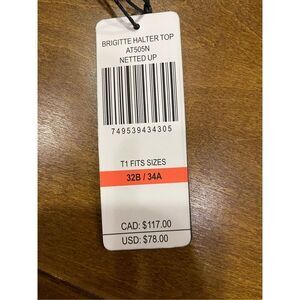 BRIGITTE HALTER TOP
AT505N
NETTED UP
749539434305
T1 FITS SIZES
32B / 34A
CAD: $117.00
USD: $78.00